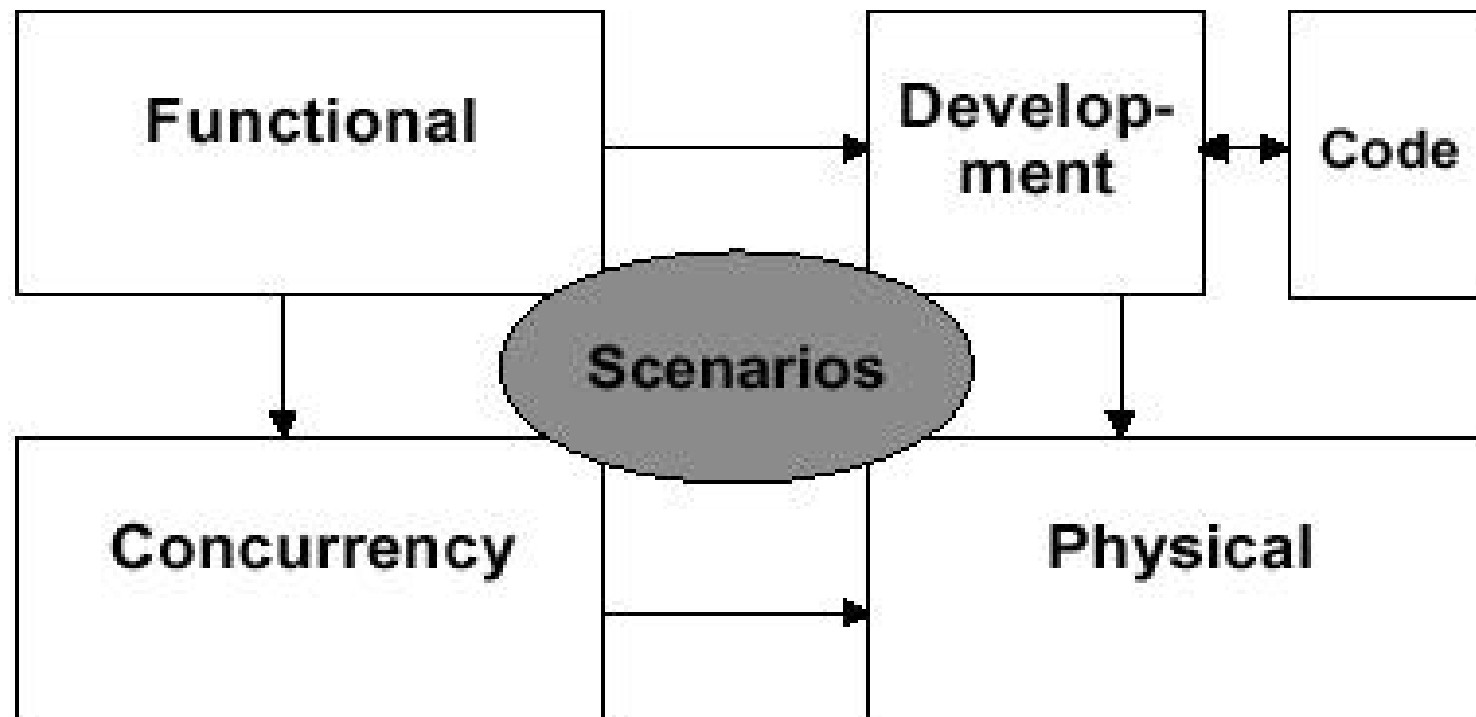 Functional
Develop-
ment
Code
Scenarios
Concurrency
Physical